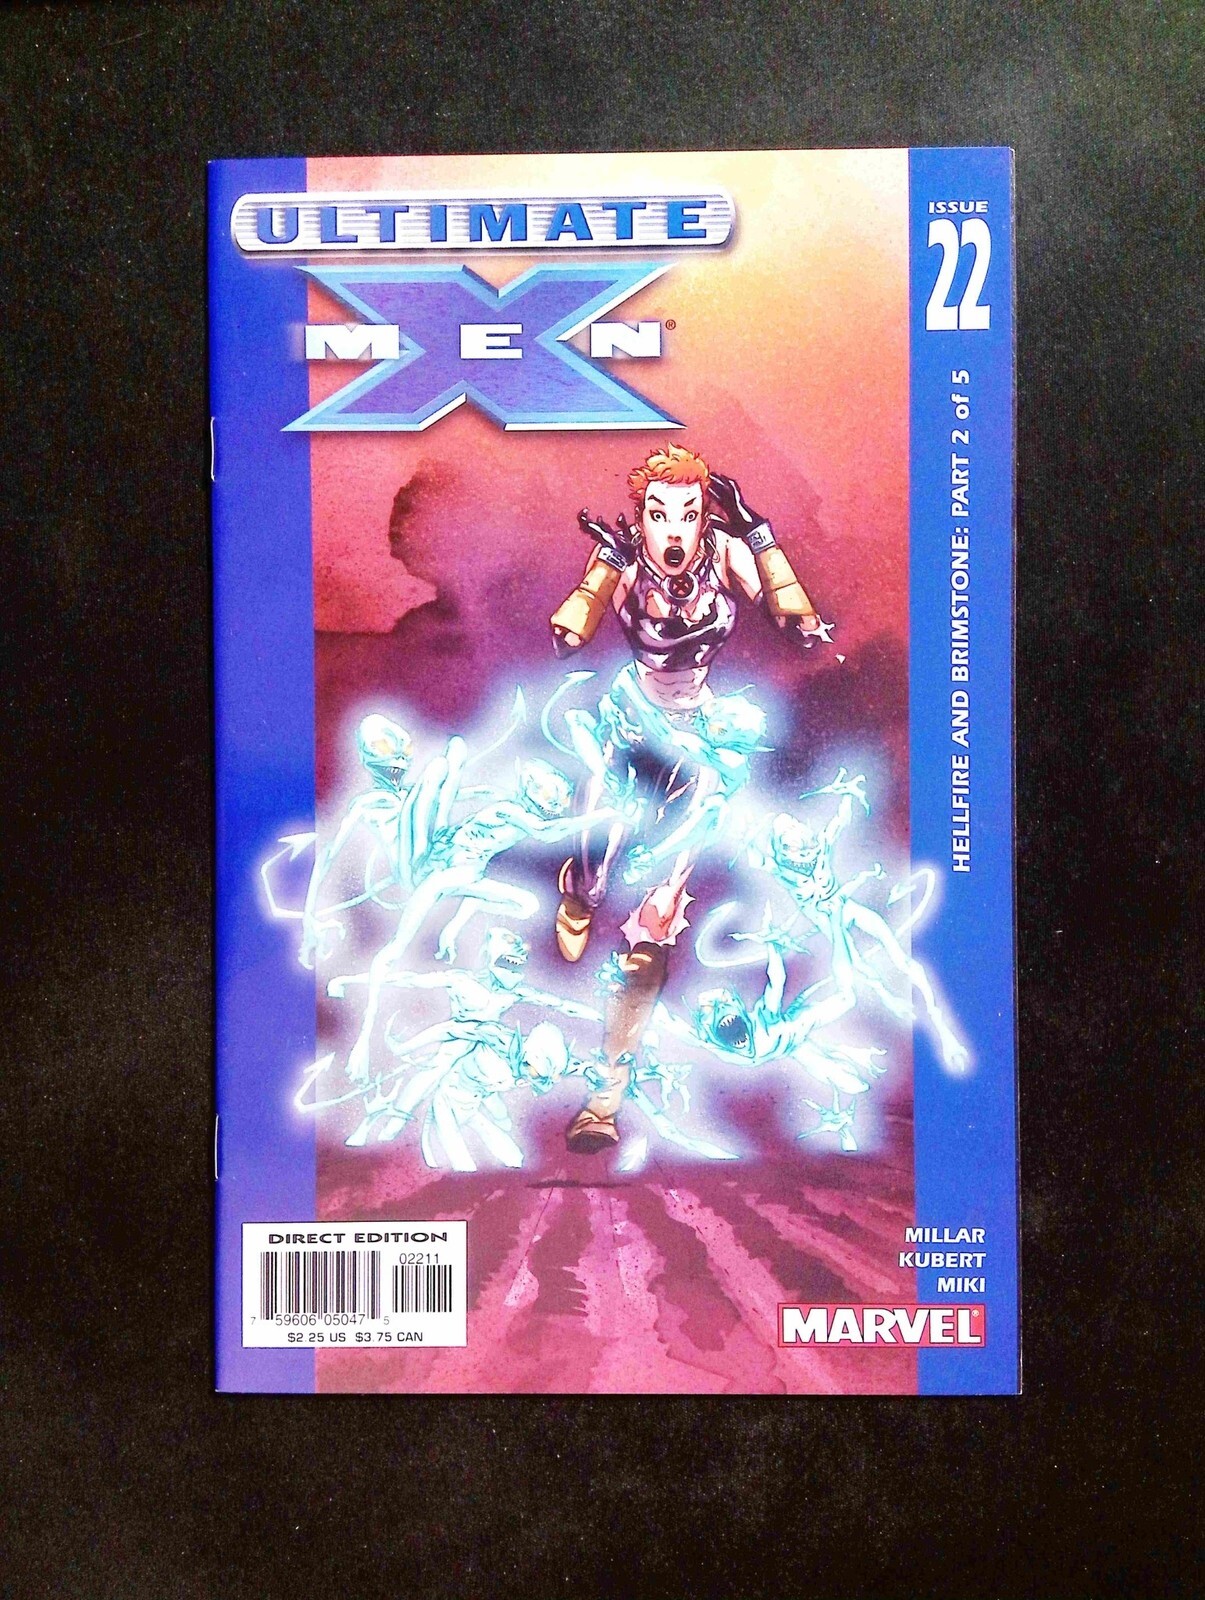 ULTIMATE
X
MEN®
ISSUE
22
HELLFIRE AND BRIMSTONE: PART 2 of 5
DIRECT EDITION
02211
7 59606 05047 5
$2.25 US $3.75 CAN
MILLAR
KUBERT
MIKI
MARVEL®